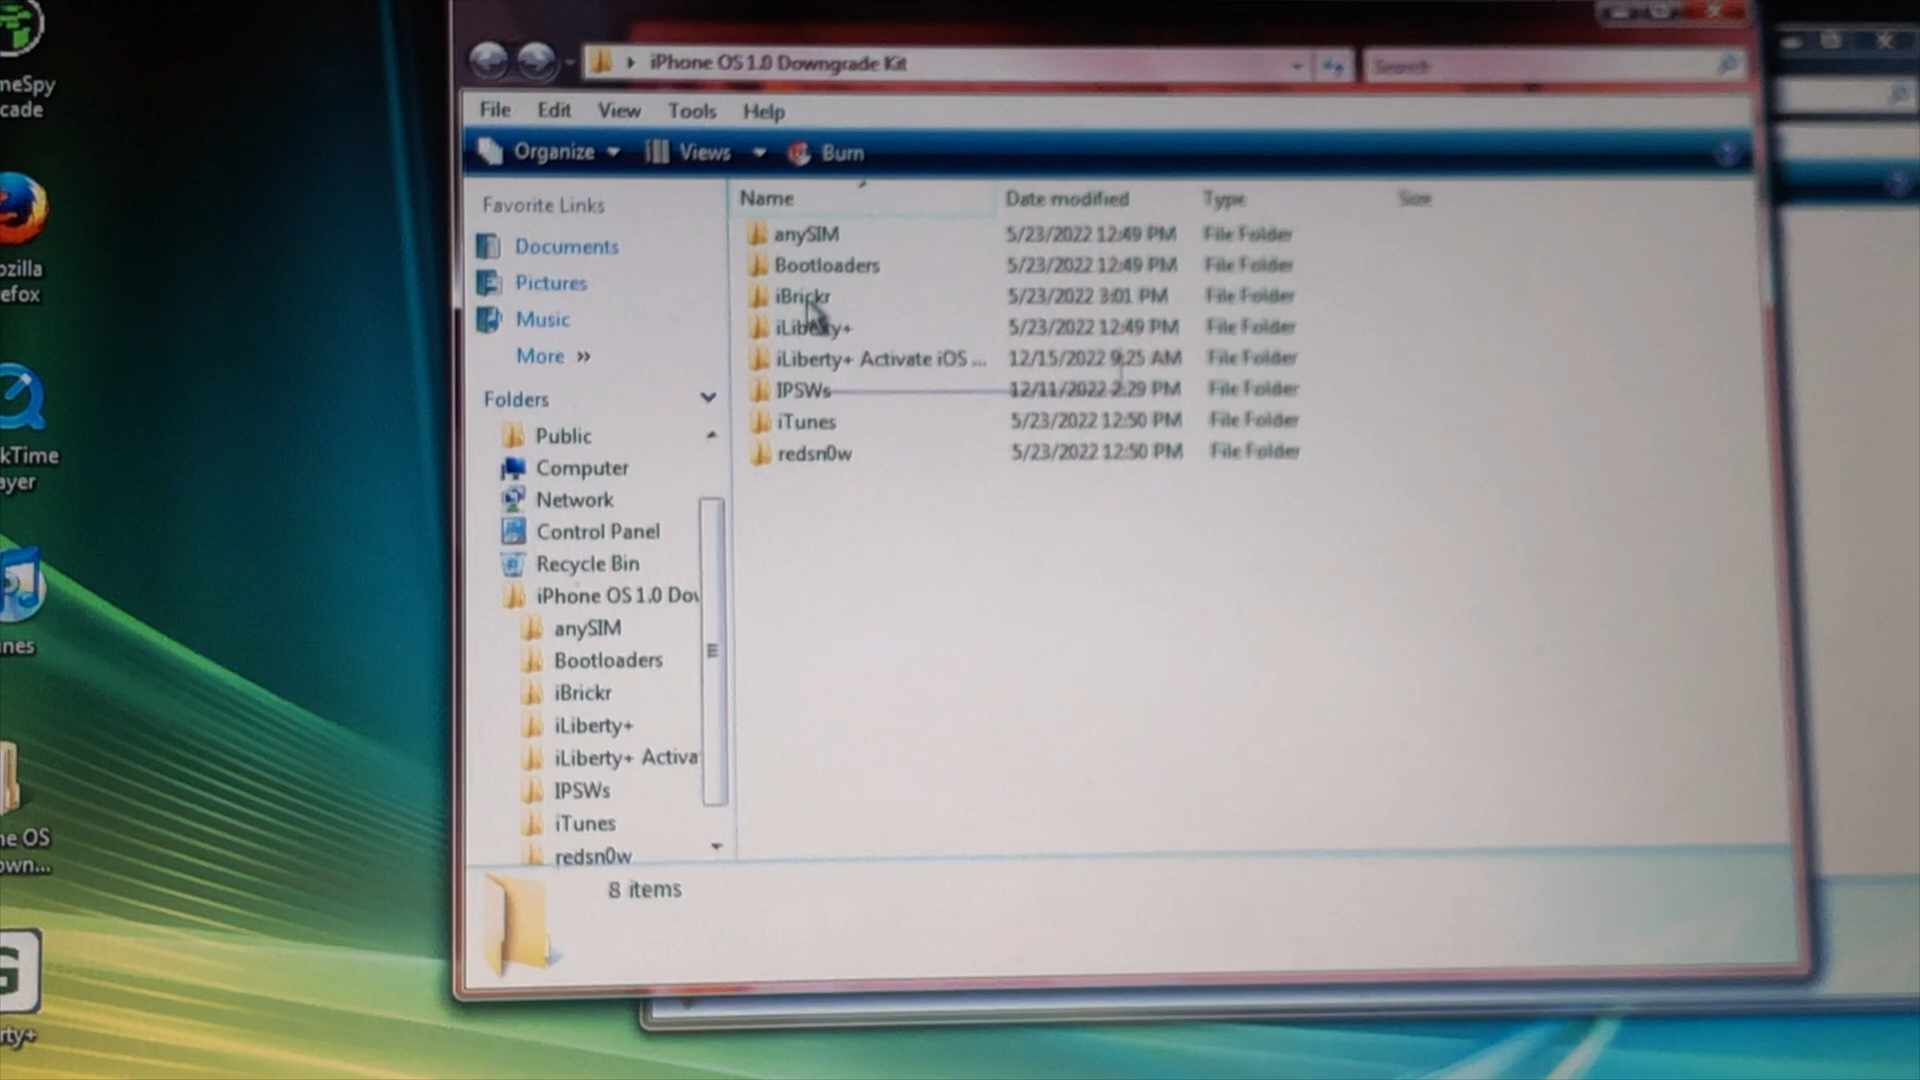 neSpy
cade
ozilla
efox
kTime
ayer
nes
ne OS
own...
rty+
iPhone OS 1.0 Downgrade Kit
Search
File Edit View Tools Help
Organize Views Burn
Favorite Links
Documents
Pictures
Music
More »
Folders
Public
Computer
Network
Control Panel
Recycle Bin
iPhone OS 1.0 Dov
anySIM
Bootloaders
iBrickr
iLiberty+
iLiberty+ Activa
IPSWs
iTunes
redsn0w
Name Date modified Type Size
anySIM 5/23/2022 12:49 PM File Folder
Bootloaders 5/23/2022 12:49 PM File Folder
iBrickr 5/23/2022 3:01 PM File Folder
iLiberty+ 5/23/2022 12:49 PM File Folder
iLiberty+ Activate iOS ... 12/15/2022 9:25 AM File Folder
IPSWs 12/11/2022 2:29 PM File Folder
iTunes 5/23/2022 12:50 PM File Folder
redsn0w 5/23/2022 12:50 PM File Folder
8 items